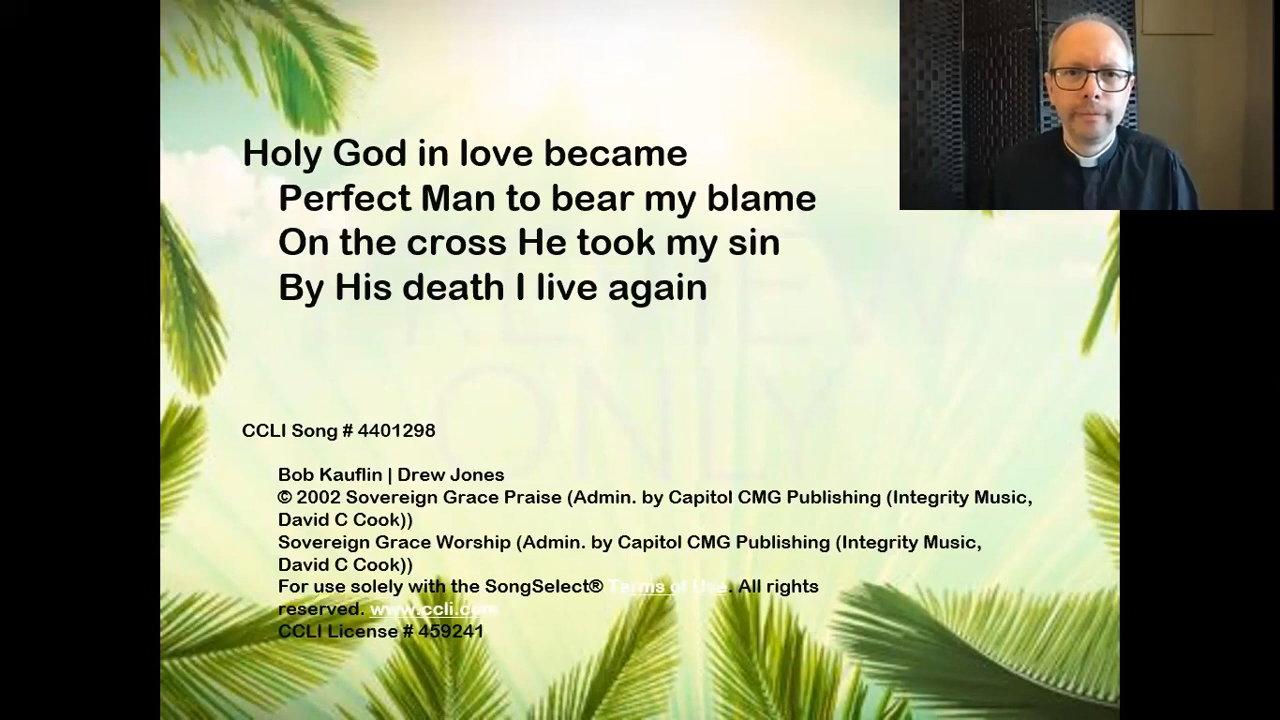 Holy God in love became
Perfect Man to bear my blame
On the cross He took my sin
By His death I live again
PREVIEW
ONLY
CCLI Song # 4401298
Bob Kauflin | Drew Jones
© 2002 Sovereign Grace Praise (Admin. by Capitol CMG Publishing (Integrity Music,
David C Cook))
Sovereign Grace Worship (Admin. by Capitol CMG Publishing (Integrity Music,
David C Cook))
For use solely with the SongSelect® Terms of Use. All rights
reserved. www.ccli.com
CCLI License # 459241